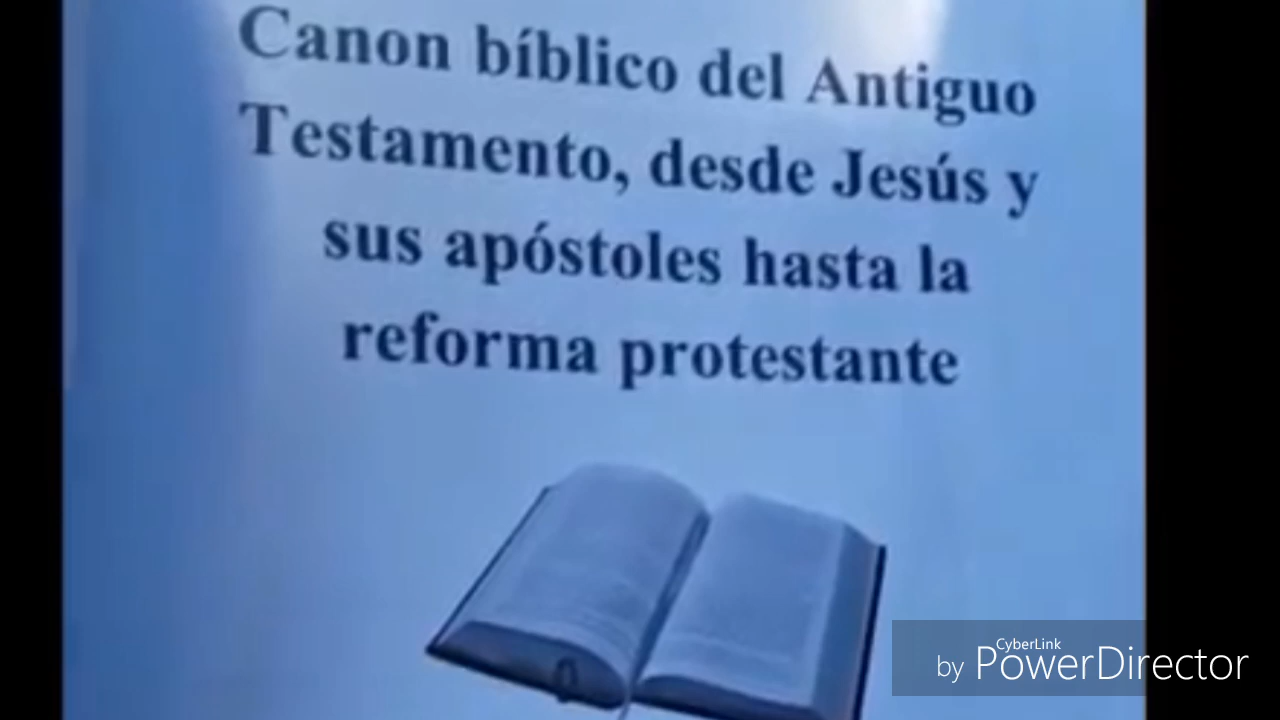 Canon bíblico del Antiguo
Testamento, desde Jesús y
sus apóstoles hasta la
reforma protestante
CyberLink
by PowerDirector